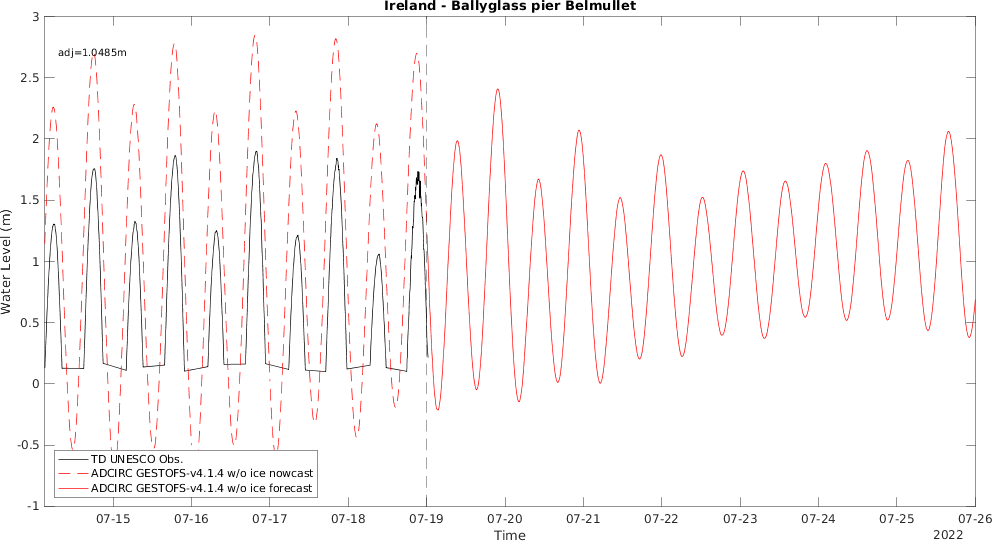 Ireland - Ballyglass pier Belmullet
adj=1.0485m
3
2.5
2
1.5
1
0.5
0
-0.5
-1
Water Level (m)
TD UNESCO Obs.
ADCIRC GESTOFS-v4.1.4 w/o ice nowcast
ADCIRC GESTOFS-v4.1.4 w/o ice forecast
07-15 07-16 07-17 07-18 07-19 07-20 07-21 07-22 07-23 07-24 07-25 07-26
Time
2022